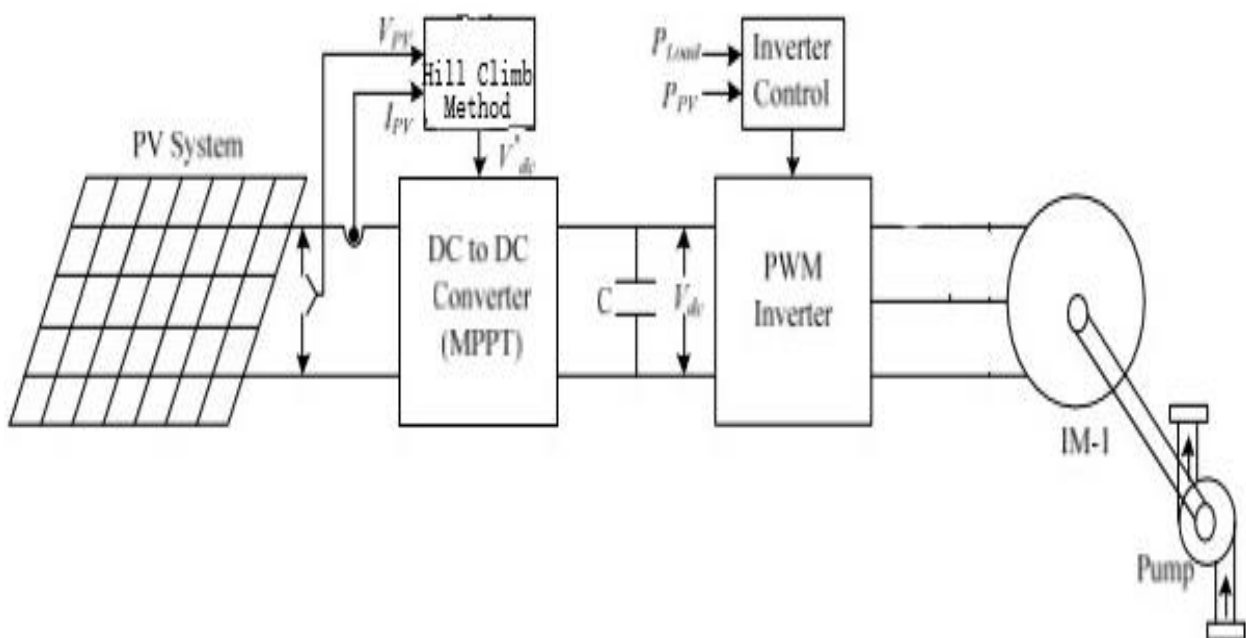 V_PV
Hill Climb
Method
I_PV
V*_dc
P_Load
P_PV
Inverter
Control
PV System
DC to DC
Converter
(MPPT)
C
V_dc
PWM
Inverter
IM-1
Pump